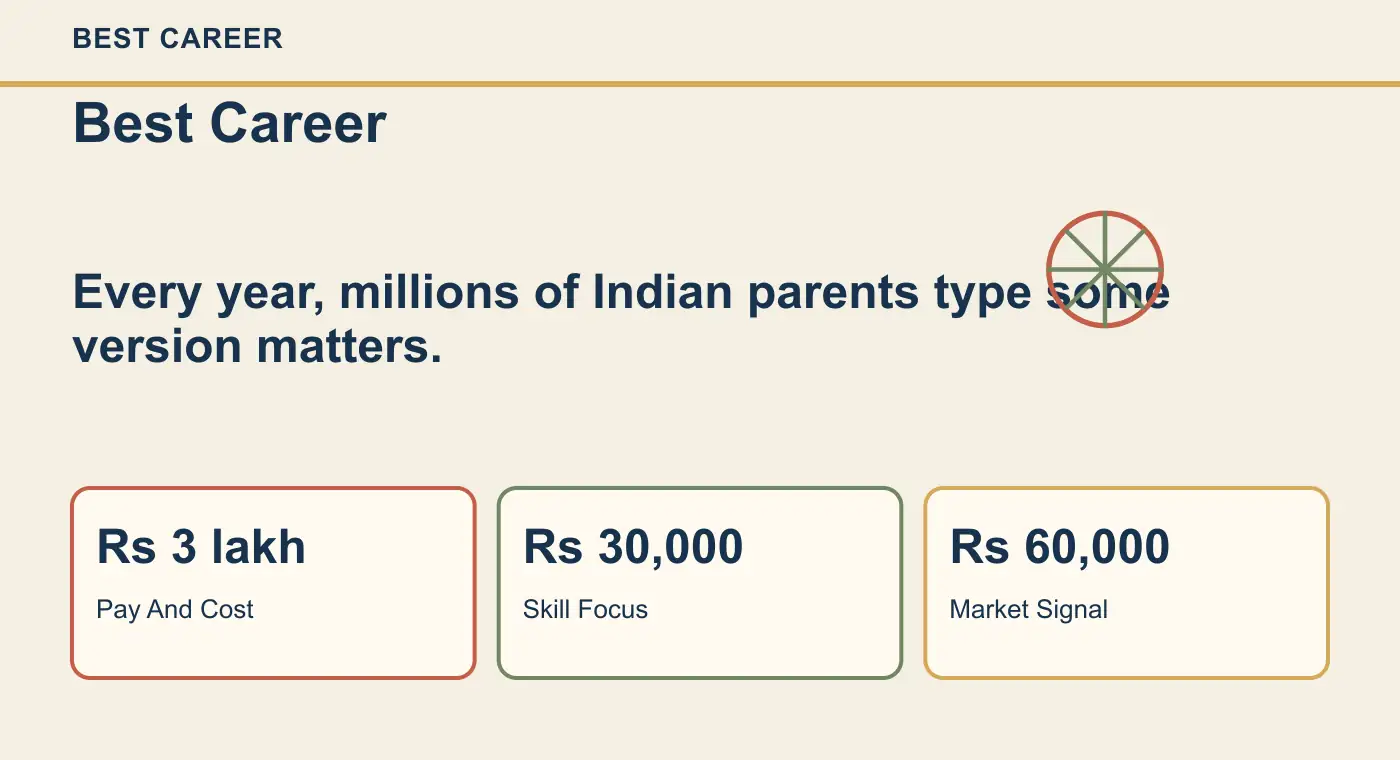 BEST CAREER
Best Career
Every year, millions of Indian parents type some
version matters.
Rs 3 lakh
Pay And Cost
Rs 30,000
Skill Focus
Rs 60,000
Market Signal